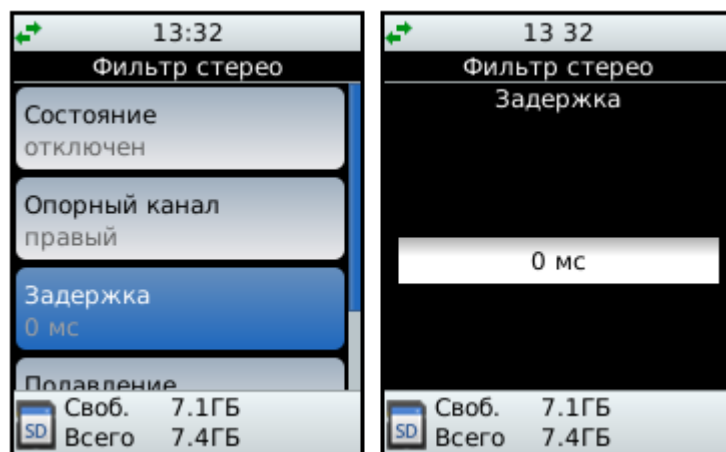 13:32
Фильтр стерео
Состояние
отключен
Опорный канал
правый
Задержка
0 мс
Подавление
SD
Своб. 7.1ГБ
Всего 7.4ГБ
13 32
Фильтр стерео
Задержка
0 мс
SD
Своб. 7.1ГБ
Всего 7.4ГБ